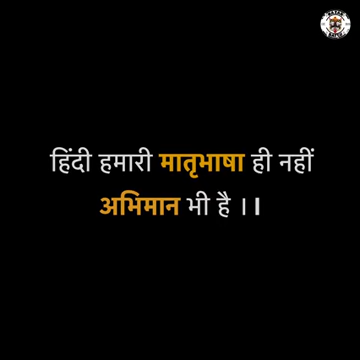 हिंदी हमारी मातृभाषा ही नहीं
अभिमान भी है ।।